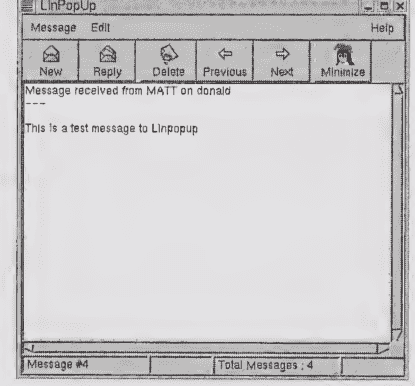 LinPopUp
Message Edit Help
New Reply Delete Previous Next Minimize
Message received from MATT on donald
---
This is a test message to Linpopup
Message #4 Total Messages : 4